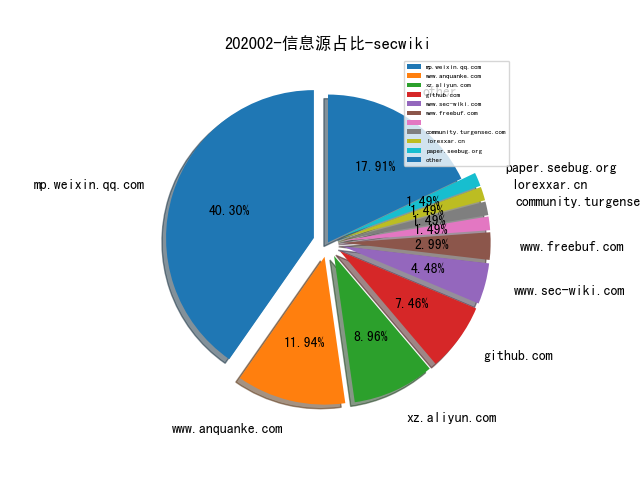 202002-信息源占比-secwiki
mp.weixin.qq.com
www.anquanke.com
xz.aliyun.com
github.com
www.sec-wiki.com
www.freebuf.com
community.turgensec.com
lorexxar.cn
paper.seebug.org
other
other
17.91%
paper.seebug.org
1.49%
lorexxar.cn
1.49%
community.turgense
1.49%
1.49%
mp.weixin.qq.com
40.30%
2.99%
www.freebuf.com
4.48%
www.sec-wiki.com
7.46%
github.com
8.96%
xz.aliyun.com
11.94%
www.anquanke.com